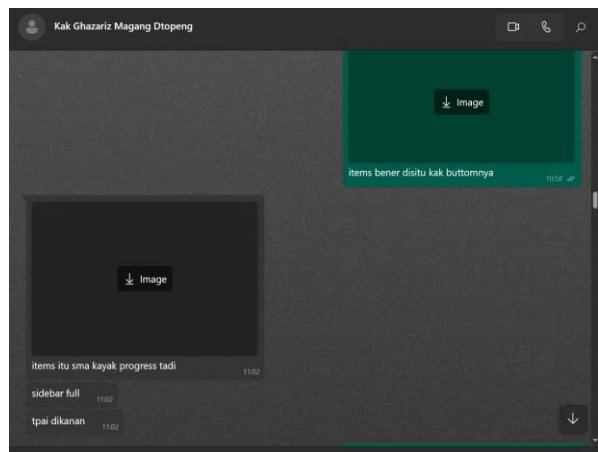 Kak Ghazariz Magang Dtopeng
Image
items bener disitu kak buttomnya
10:58
Image
items itu sma kayak progress tadi
11:02
sidebar full
11:02
tpai dikanan
11:02